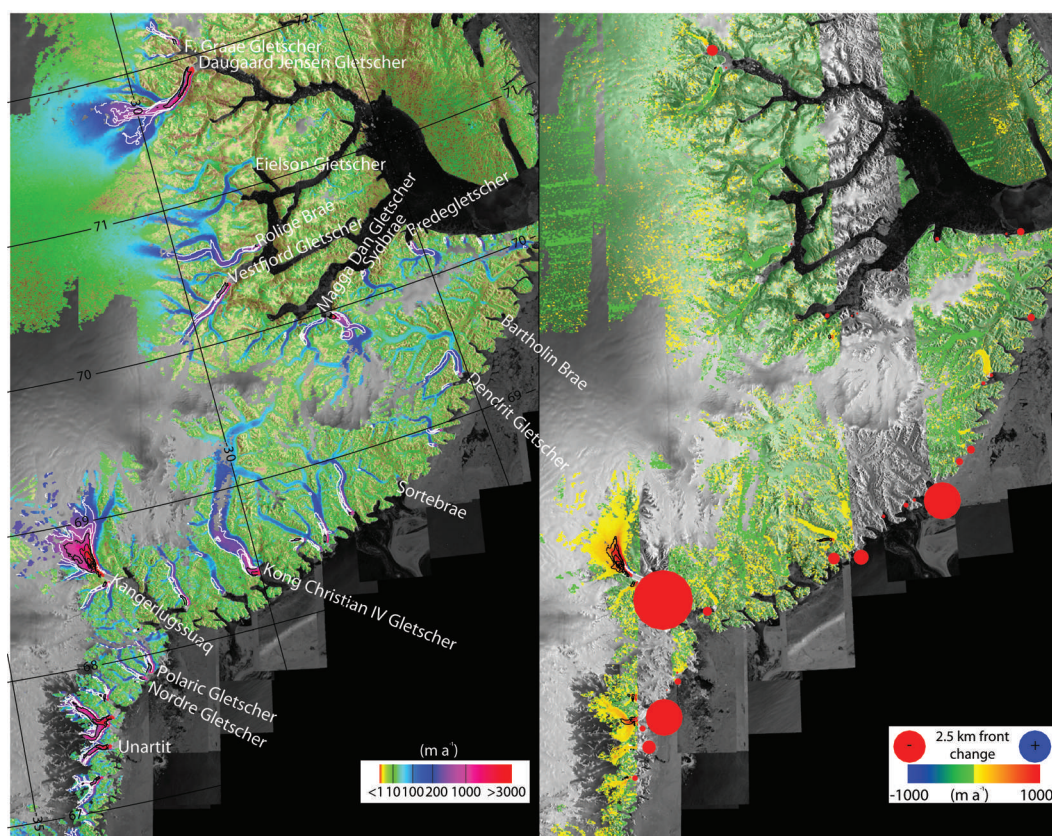 72
F. Graae Gletscher
Daugaard Jensen Gletscher
30
71
Eielson Gletscher
71
Rolige Brae
Vestfjord Gletscher
Magga Dan Gletscher
Sydbrae
Bredegletscher
70
70
Bartholin Brae
Dendrit Gletscher
69
30
Sortebrae
69
Kangerlugssuaq
Kong Christian IV Gletscher
68
Polaric Gletscher
Nordre Gletscher
Unartit
67
35
(m a⁻¹)
<1 10 100 200 1000 >3000
- 2.5 km front change +
-1000 (m a⁻¹) 1000